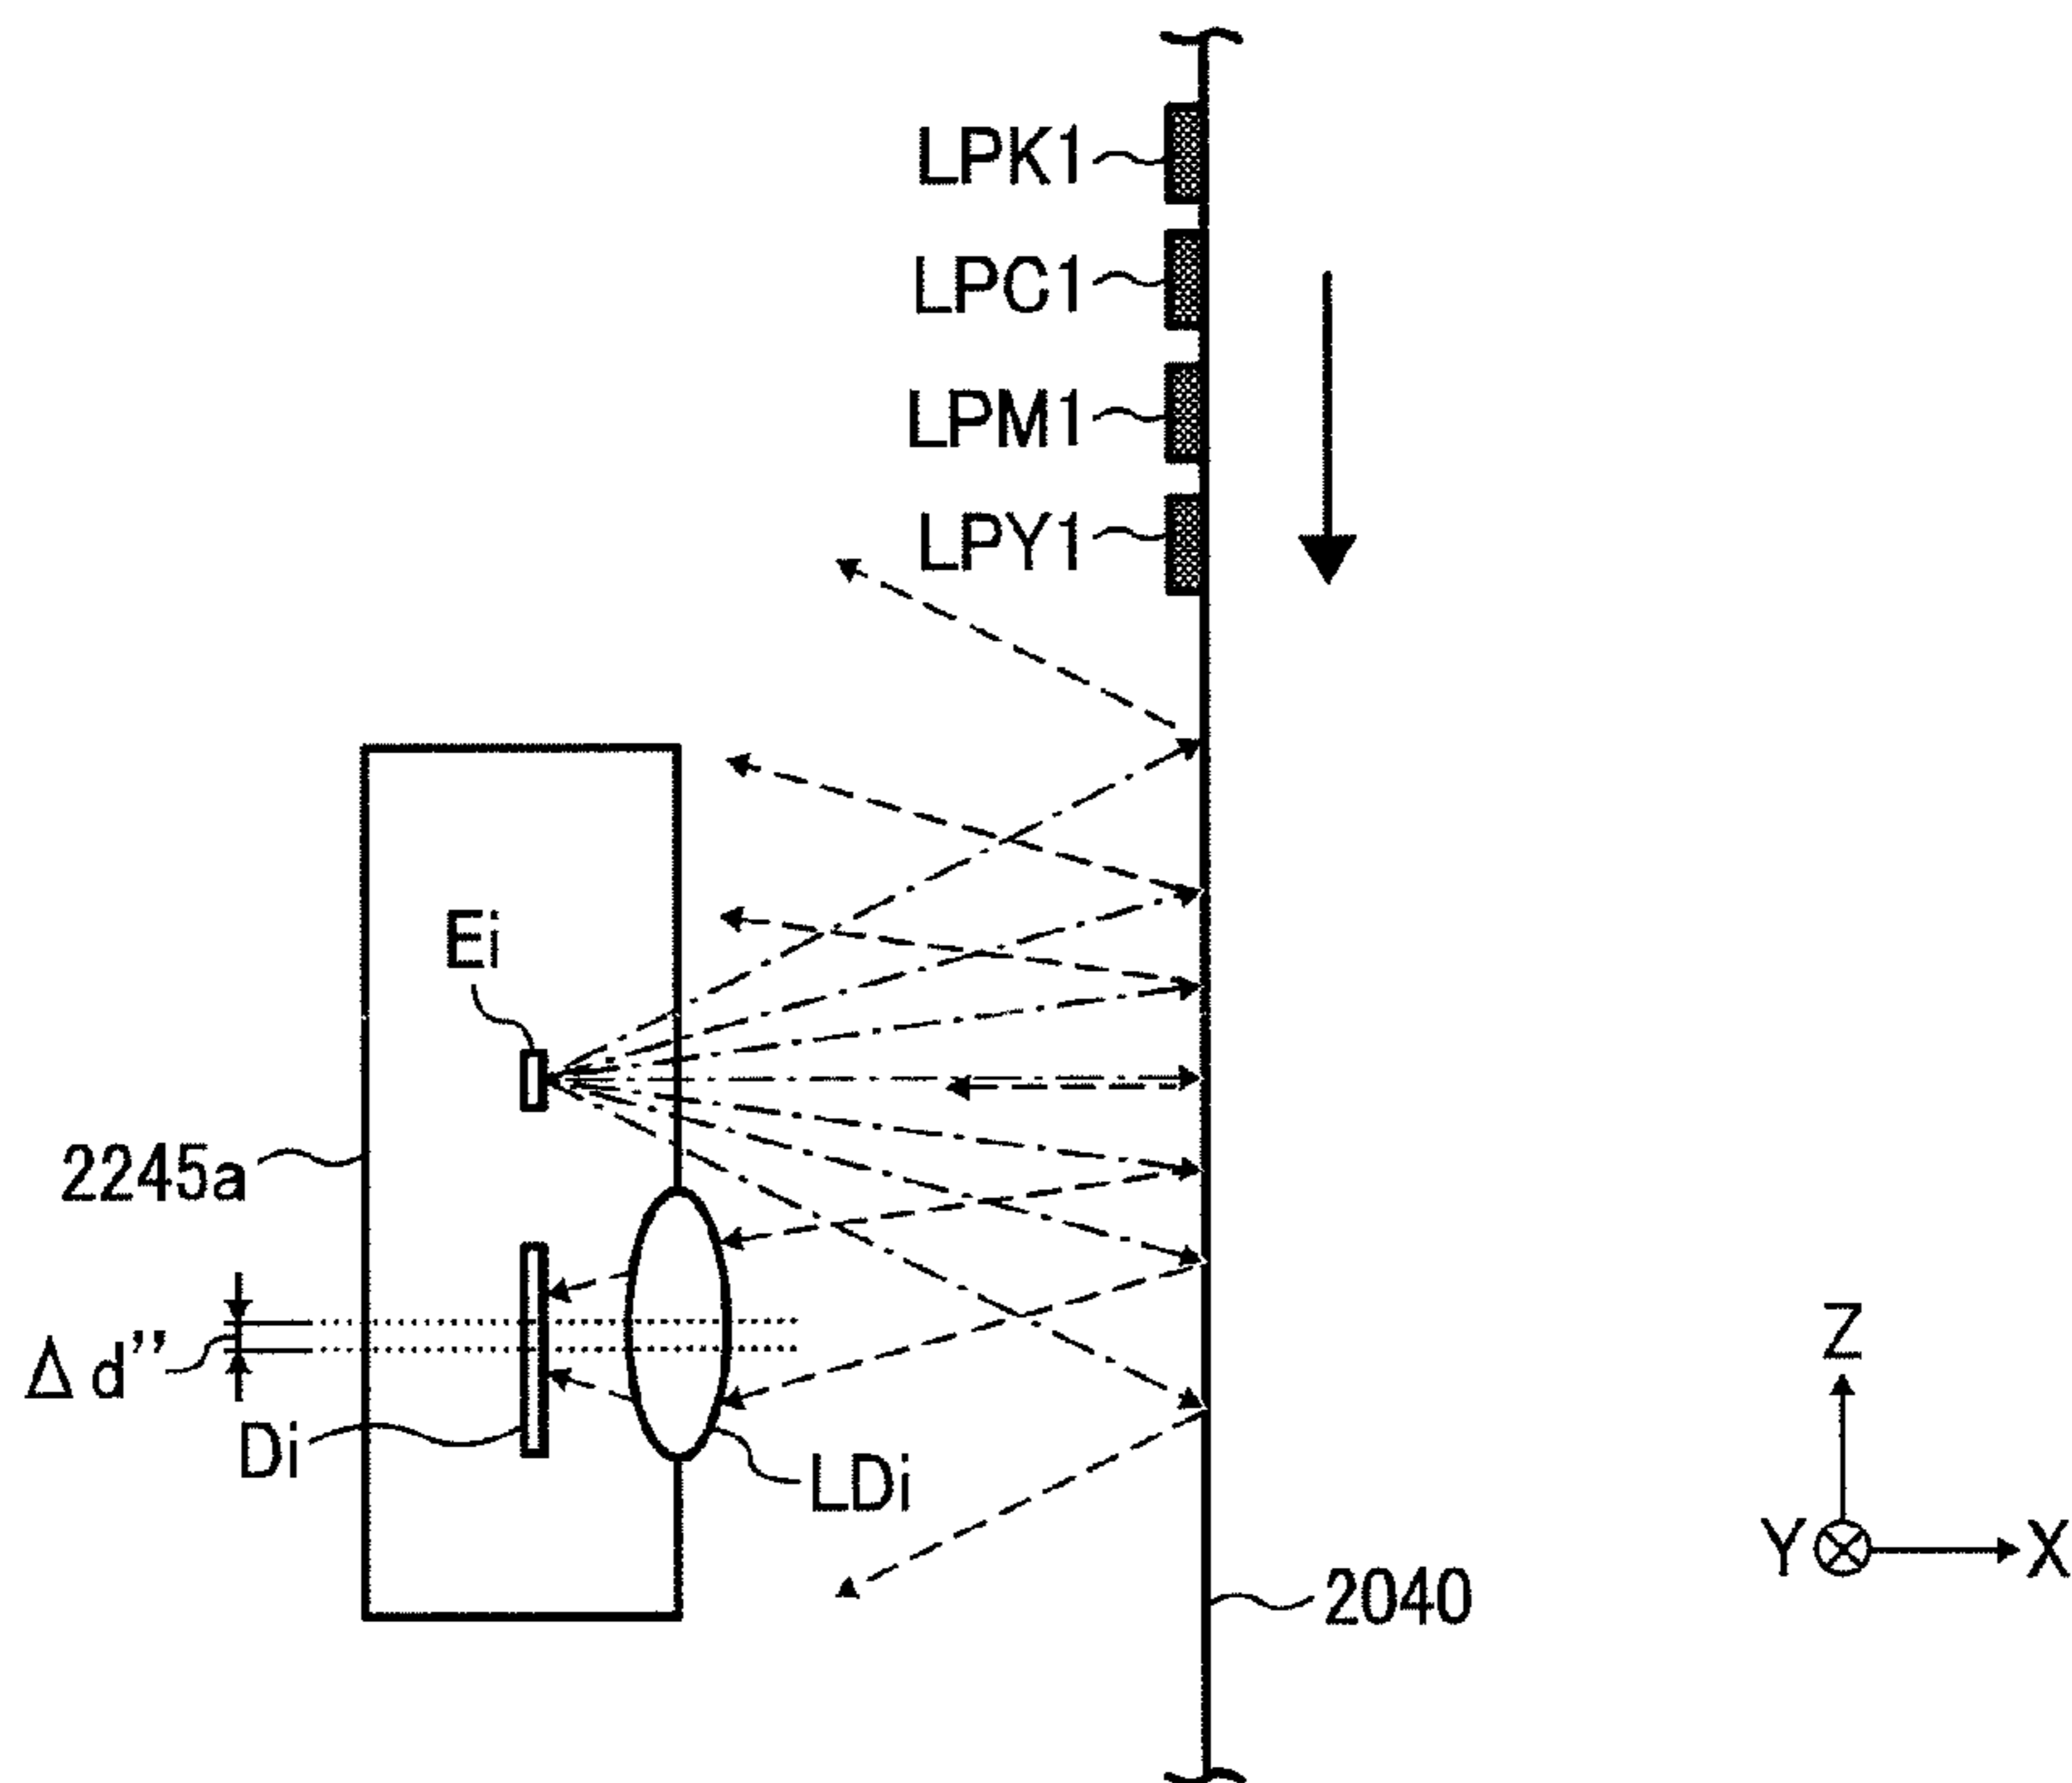 LPK1
LPC1
LPM1
LPY1
Ei
2245a
Δd''
Di
LDi
2040
Z
Y
X